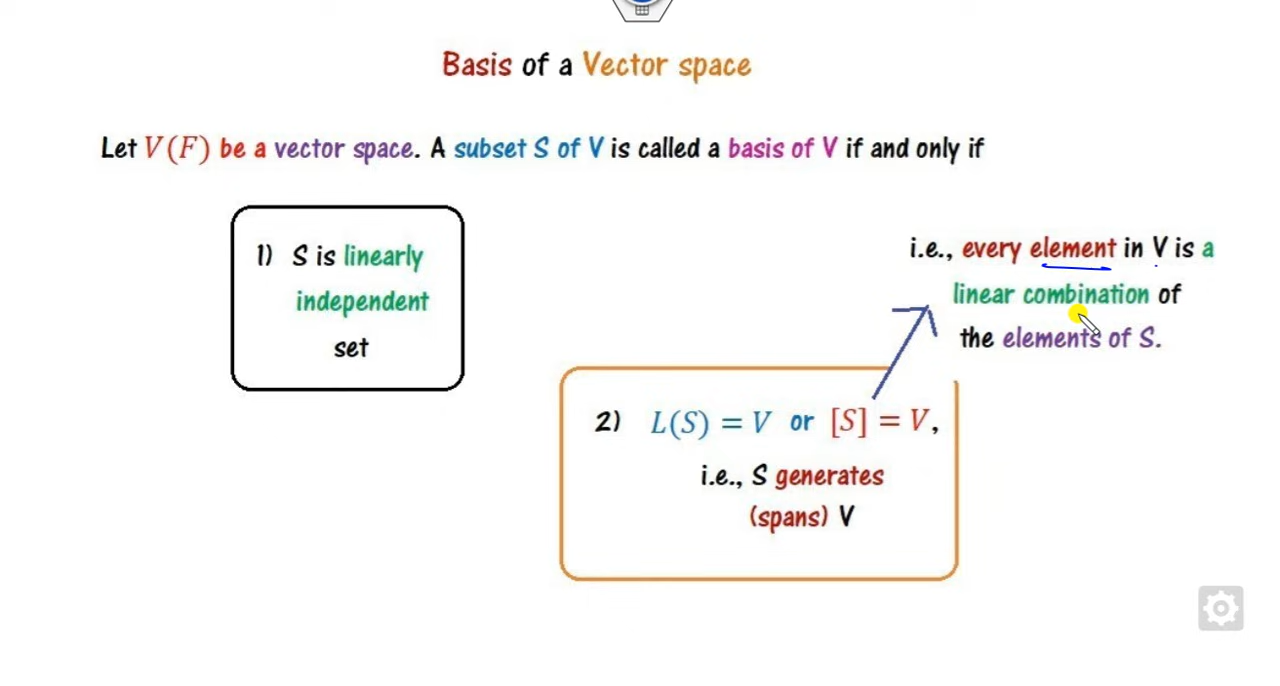 Basis of a Vector space
Let V(F) be a vector space. A subset S of V is called a basis of V if and only if
1) S is linearly
independent
set
i.e., every element in V is a
linear combination of
the elements of S.
2) L(S) = V or [S] = V,
i.e., S generates
(spans) V